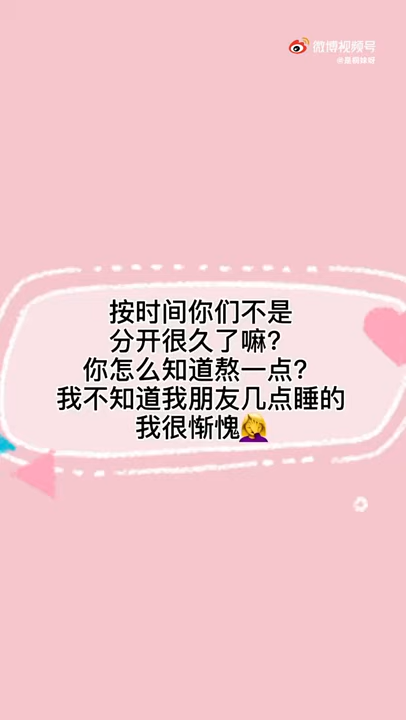 微博视频号
按时间你们不是
分开很久了嘛？
你怎么知道熬一点？
我不知道我朋友几点睡的
我很惭愧🤦‍♀️